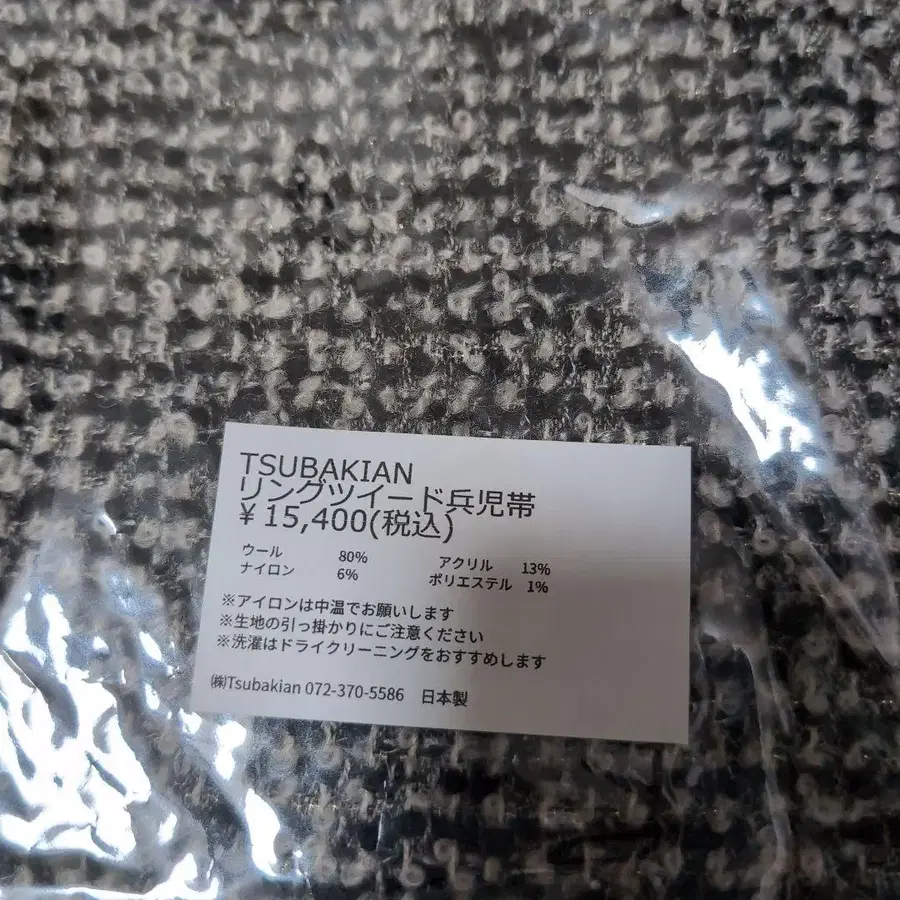 TSUBAKIAN
リングツイード兵児帯
¥ 15,400(税込)
ウール 80% アクリル 13%
ナイロン 6% ポリエステル 1%
※アイロンは中温でお願いします
※生地の引っ掛かりにご注意ください
※洗濯はドライクリーニングをおすすめします
㈱Tsubakian 072-370-5586 日本製